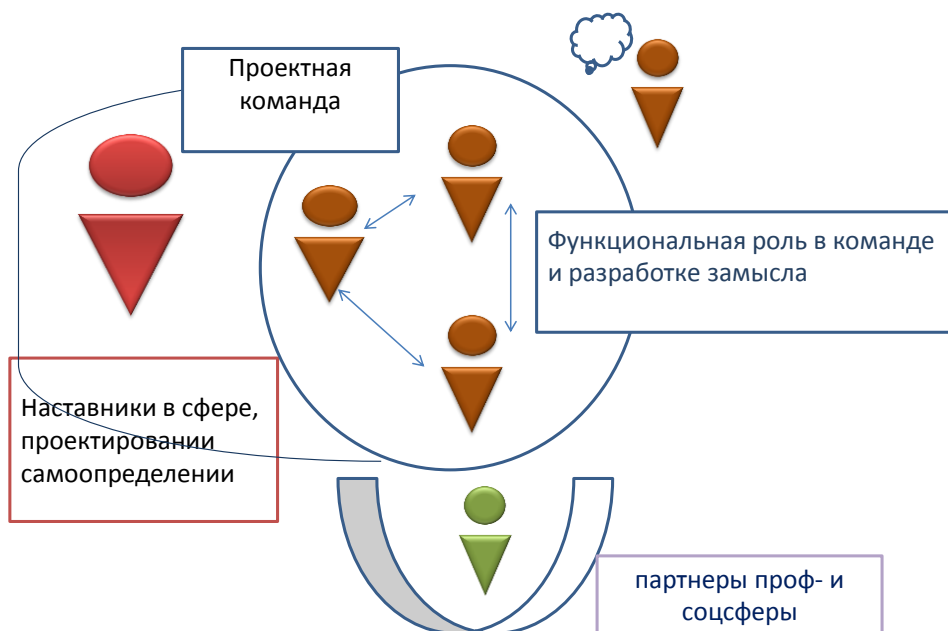 Проектная
команда
Функциональная роль в команде
и разработке замысла
Наставники в сфере,
проектировании
самоопределении
партнеры проф- и
соцсферы